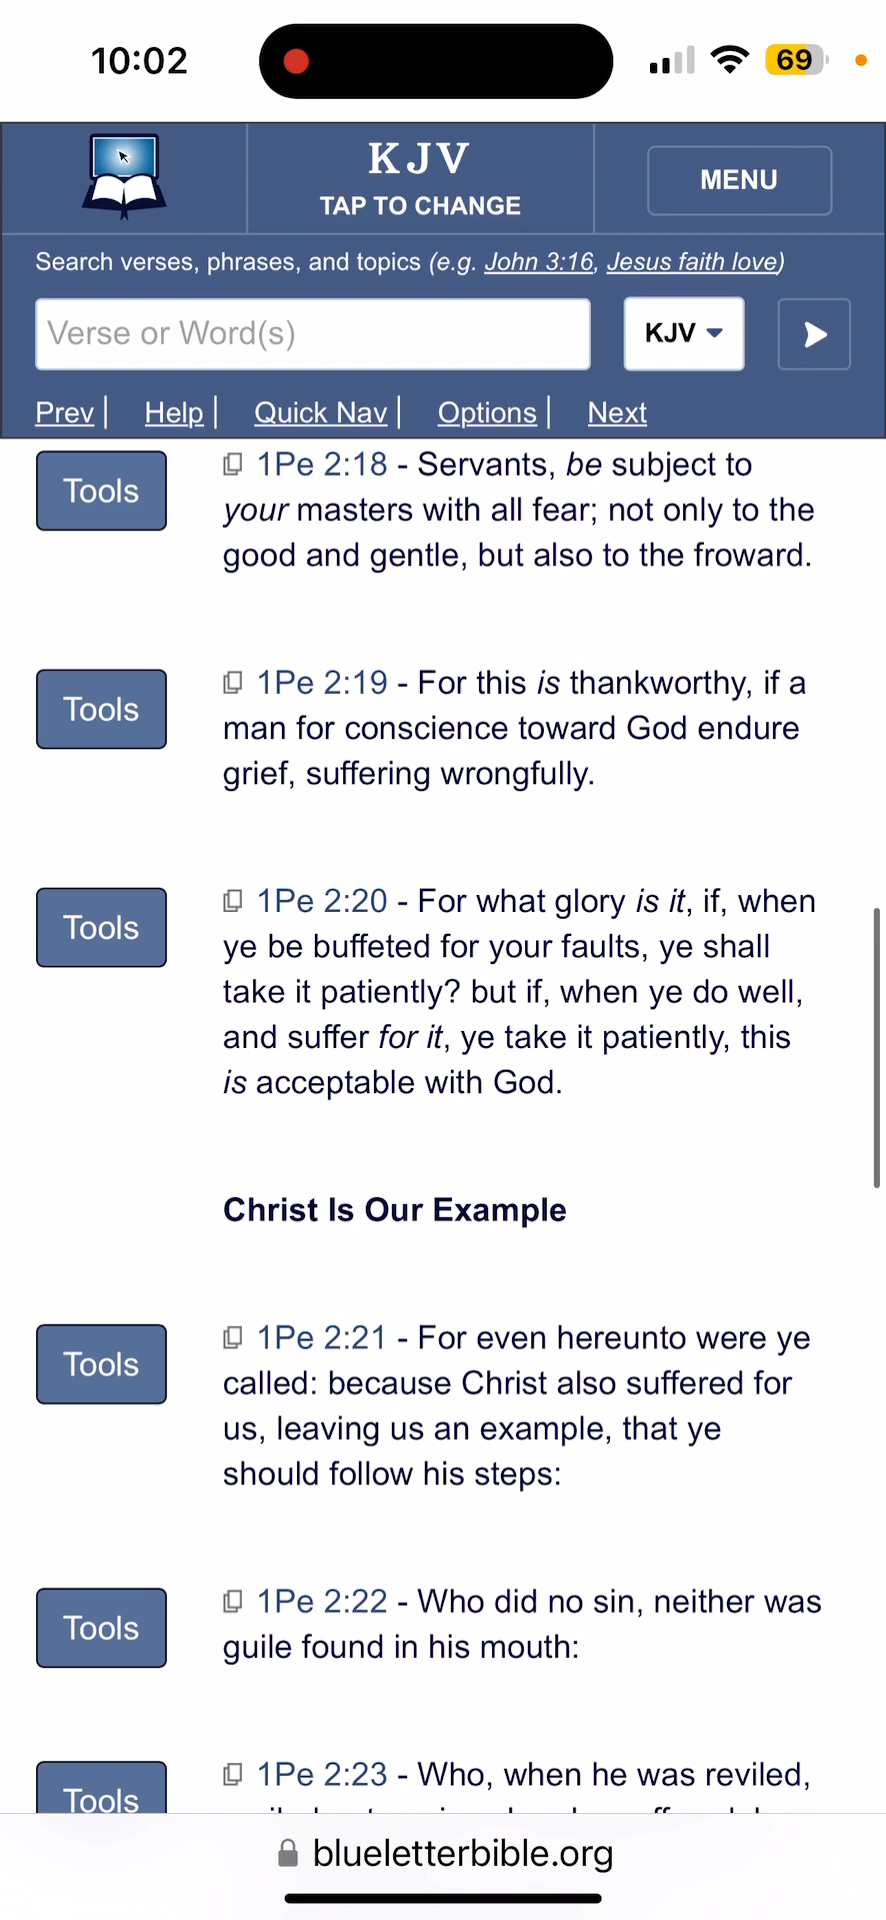 10:02
69
KJV
TAP TO CHANGE
MENU
Search verses, phrases, and topics (e.g. John 3:16, Jesus faith love)
Verse or Word(s)
KJV
Prev | Help | Quick Nav | Options | Next
Tools
1Pe 2:18 - Servants, be subject to
your masters with all fear; not only to the
good and gentle, but also to the froward.
Tools
1Pe 2:19 - For this is thankworthy, if a
man for conscience toward God endure
grief, suffering wrongfully.
Tools
1Pe 2:20 - For what glory is it, if, when
ye be buffeted for your faults, ye shall
take it patiently? but if, when ye do well,
and suffer for it, ye take it patiently, this
is acceptable with God.
Christ Is Our Example
Tools
1Pe 2:21 - For even hereunto were ye
called: because Christ also suffered for
us, leaving us an example, that ye
should follow his steps:
Tools
1Pe 2:22 - Who did no sin, neither was
guile found in his mouth:
Tools
1Pe 2:23 - Who, when he was reviled,
blueletterbible.org